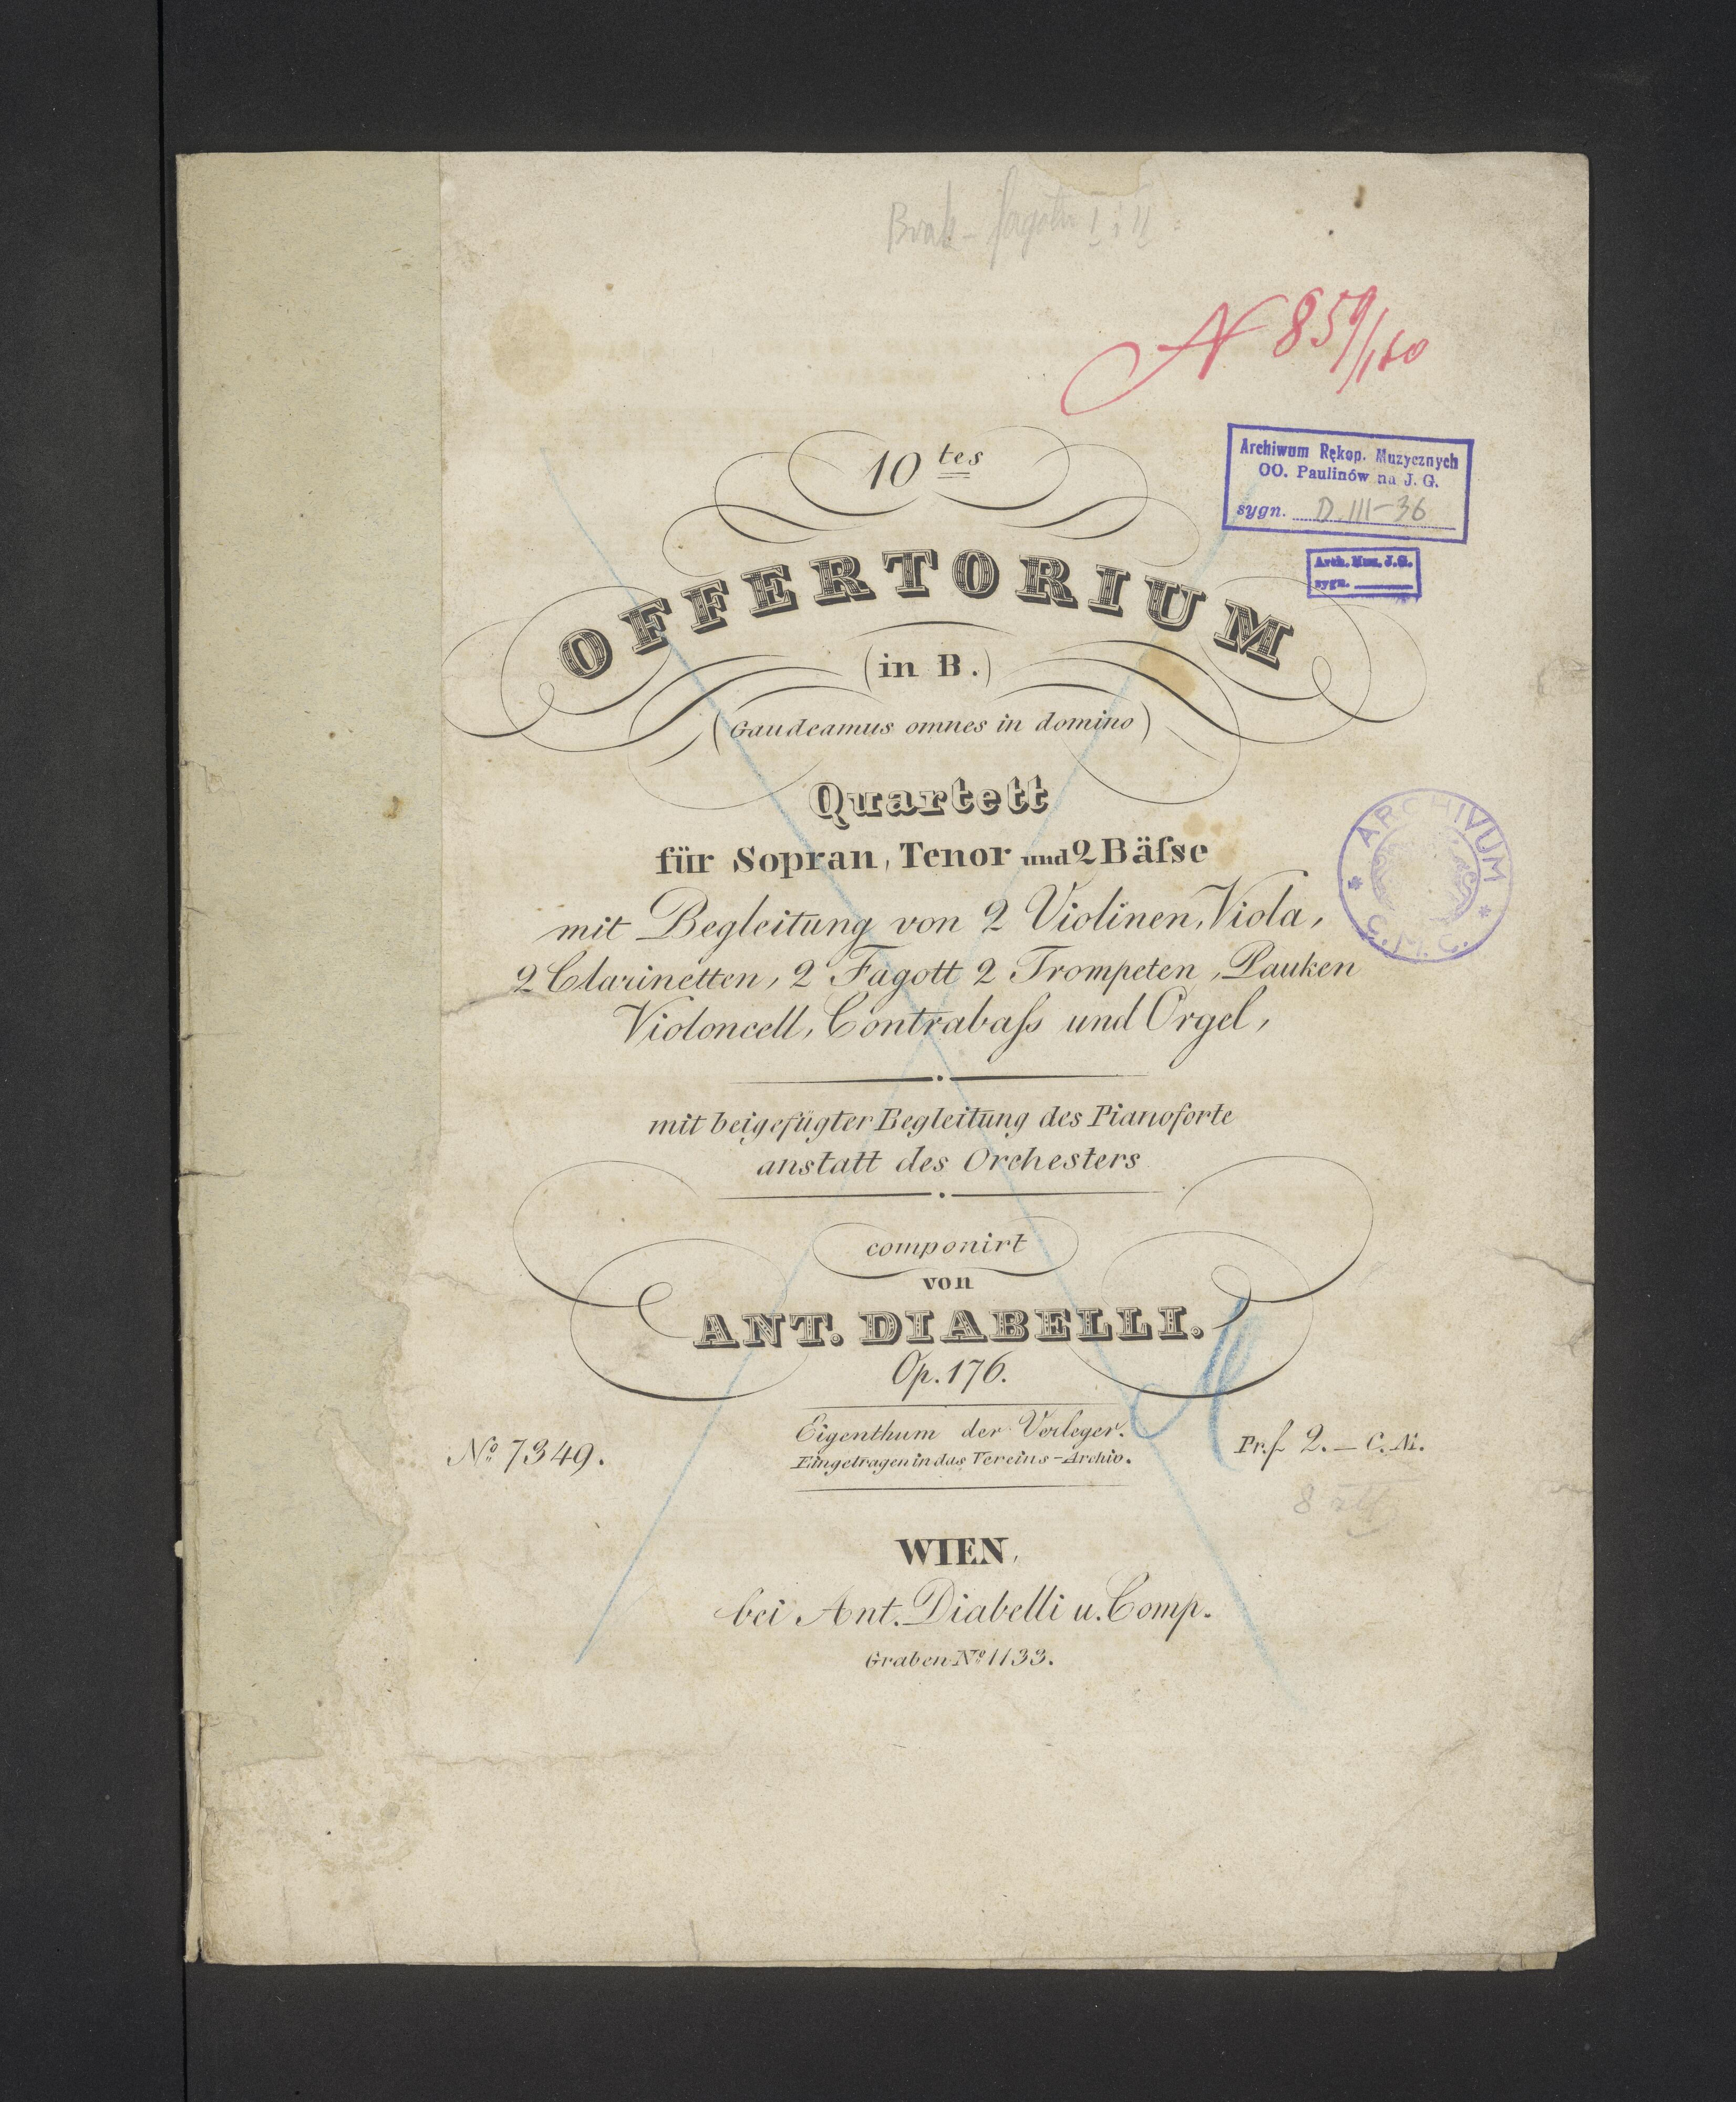 Brak fagotu I i II
N 859/160
10tes
Archiwum Rękop. Muzycznych
OO. Paulinów na J. G.
sygn. D. III-36
Arch. Muz. J.G.
sygn.
OFFERTORIUM
(in B.)
(Gaudeamus omnes in domino)
Quartett
für Sopran, Tenor und 2 Bäſse
ARCHIVUM
mit Begleitung von 2 Violinen, Viola,
2 Clarinetten, 2 Fagott 2 Trompeten, Pauken
Violoncell, Contrabaſs und Orgel,
mit beigefügter Begleitung des Pianoforte
anstatt des Orchesters
componirt
von
ANT. DIABELLI.
Op. 176.
Eigenthum der Verleger.
Eingetragen in das Vereins-Archiv.
No 7349.
Pr. f 2.– C. M.
WIEN,
bei Ant. Diabelli u. Comp.
Graben No 1133.